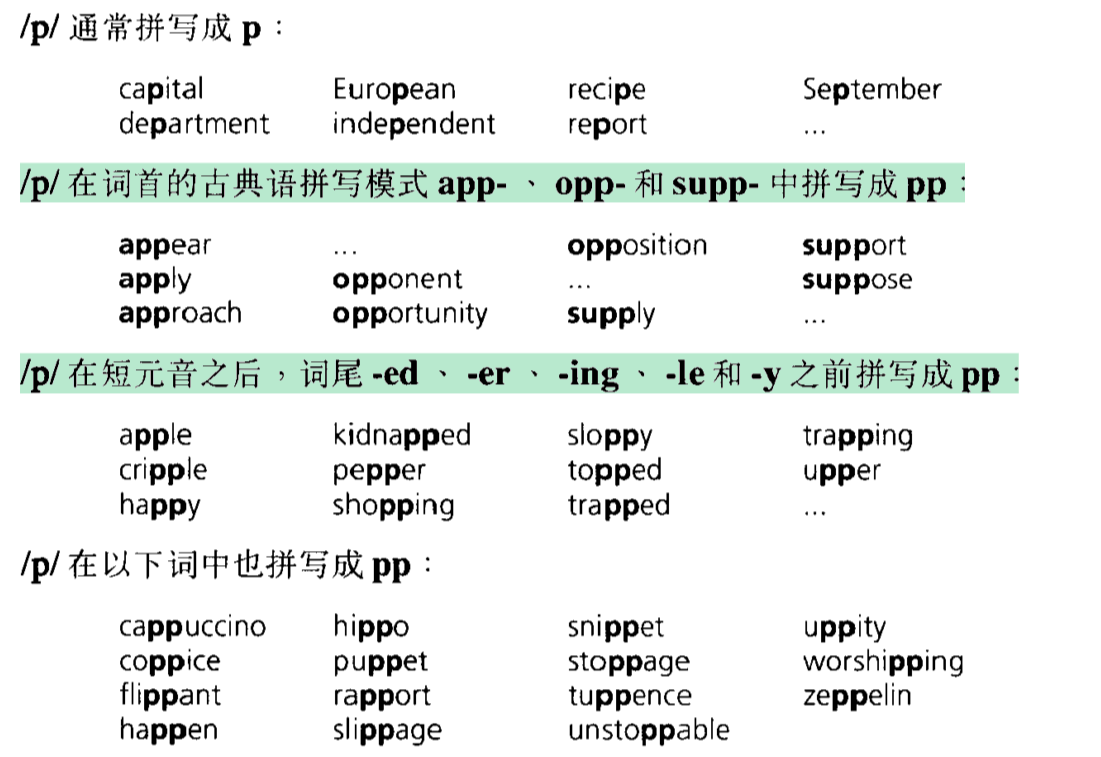 /p/ 通常拼写成 p：
capital European recipe September
department independent report ...
/p/ 在词首的古典语拼写模式 app- 、 opp- 和 supp- 中拼写成 pp：
appear ... opposition support
apply opponent ... suppose
approach opportunity supply ...
/p/ 在短元音之后，词尾 -ed 、 -er 、 -ing 、 -le 和 -y 之前拼写成 pp：
apple kidnapped sloppy trapping
cripple pepper topped upper
happy shopping trapped ...
/p/ 在以下词中也拼写成 pp：
cappuccino hippo snippet uppity
coppice puppet stoppage worshipping
flippant rapport tuppence zeppelin
happen slippage unstoppable